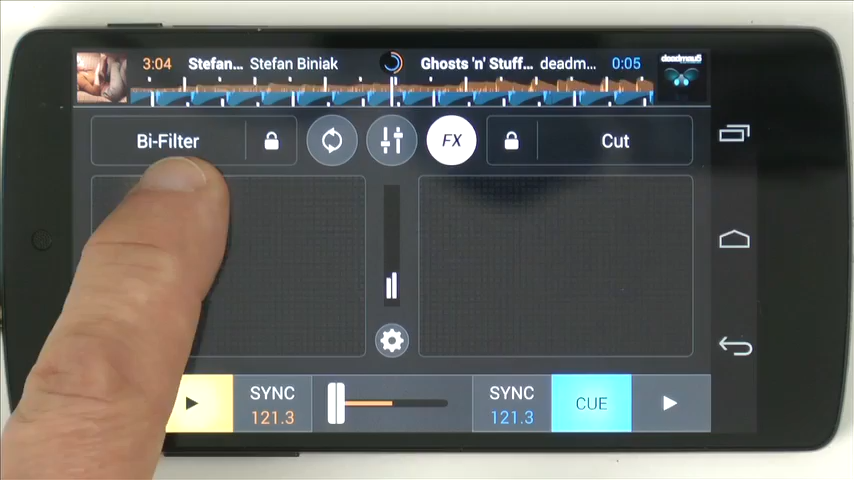 3:04 Stefan... Stefan Biniak Ghosts 'n' Stuff... deadm... 0:05 deadmau5
Bi-Filter FX Cut
SYNC SYNC CUE
121.3 121.3